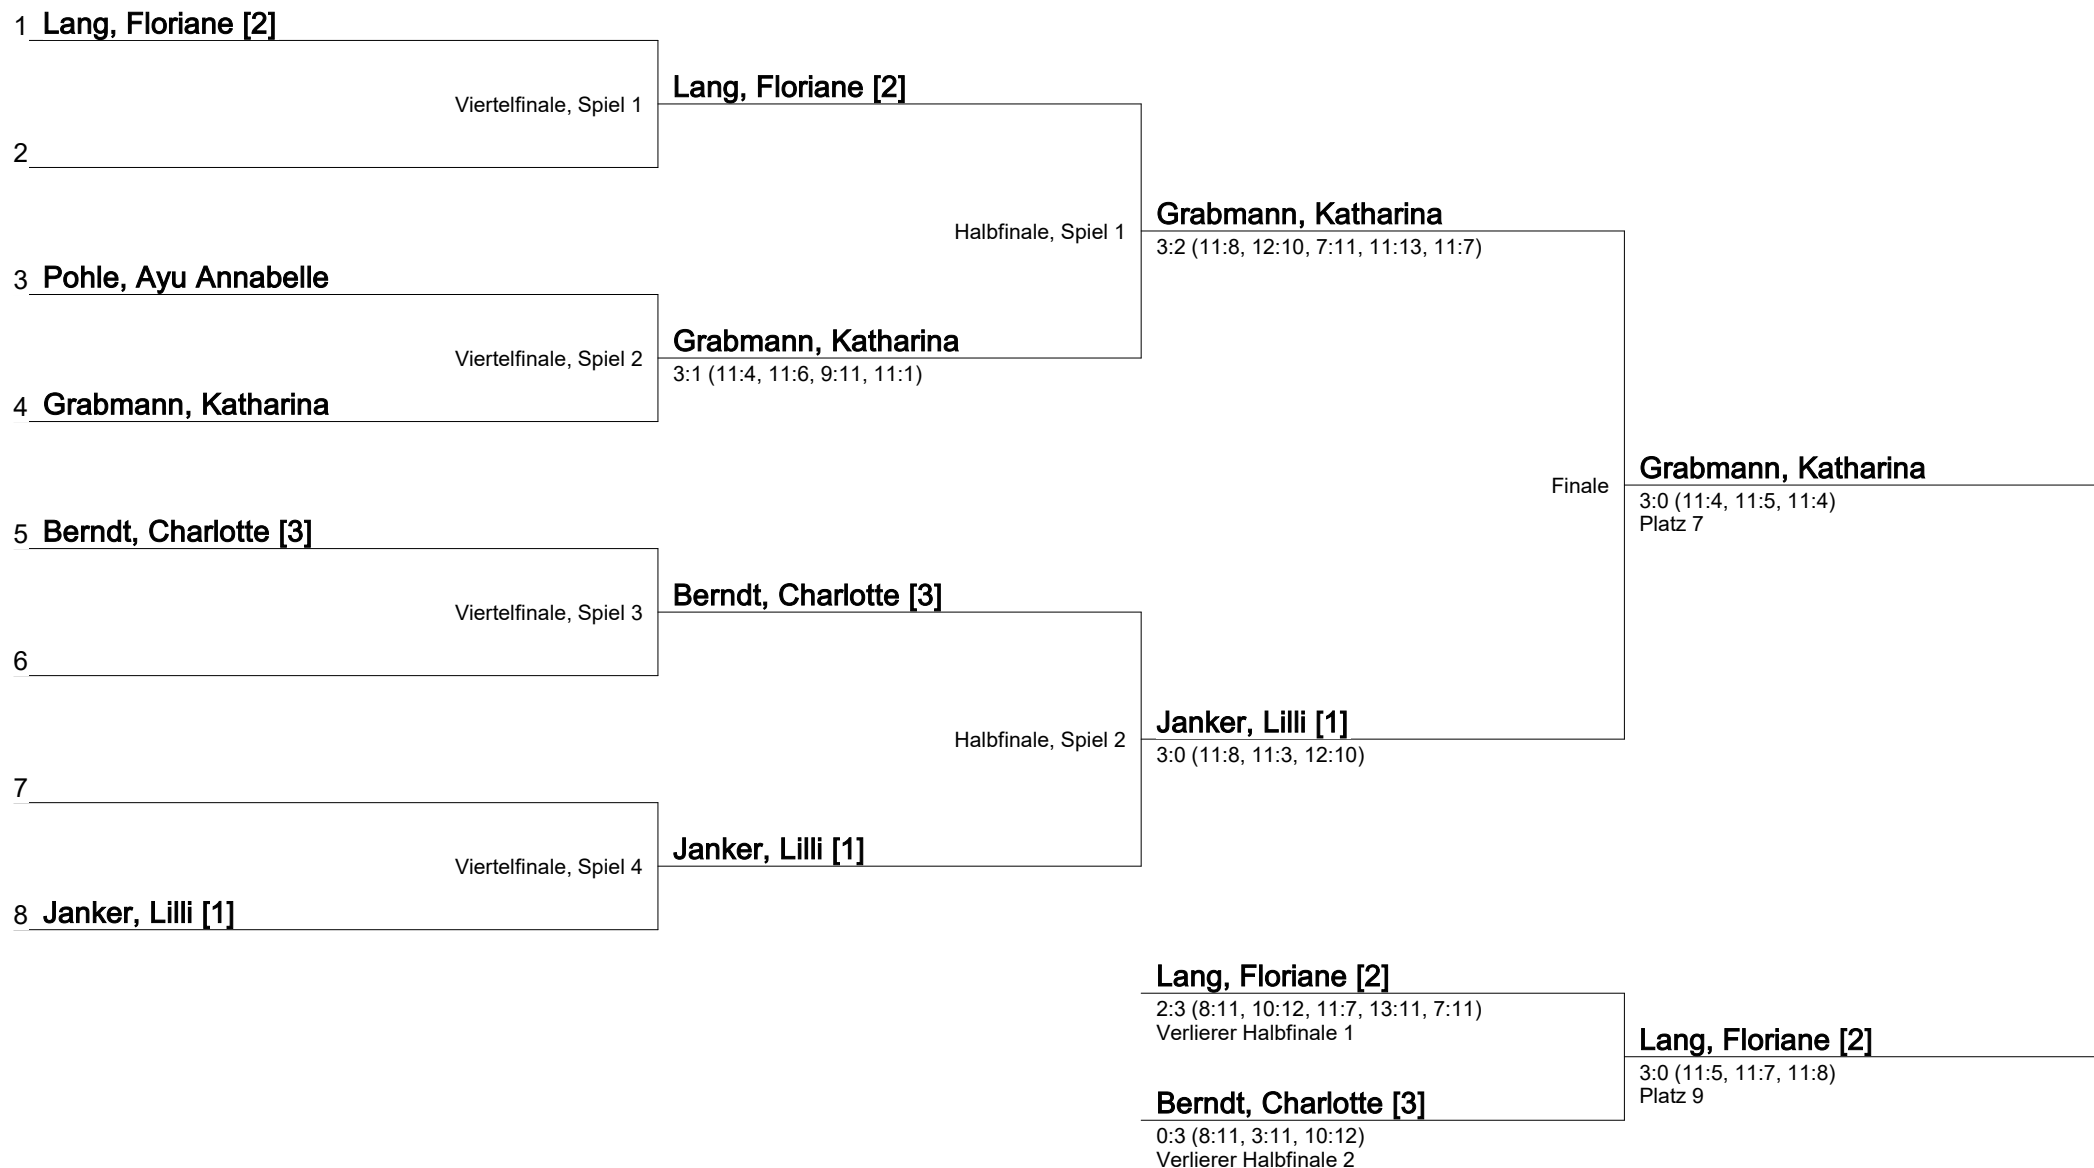 1 Lang, Floriane [2]
Lang, Floriane [2]
Viertelfinale, Spiel 1
2
Grabmann, Katharina
Halbfinale, Spiel 1
3:2 (11:8, 12:10, 7:11, 11:13, 11:7)
3 Pohle, Ayu Annabelle
Grabmann, Katharina
Viertelfinale, Spiel 2
3:1 (11:4, 11:6, 9:11, 11:1)
4 Grabmann, Katharina
Grabmann, Katharina
Finale
3:0 (11:4, 11:5, 11:4)
Platz 7
5 Berndt, Charlotte [3]
Berndt, Charlotte [3]
Viertelfinale, Spiel 3
6
Janker, Lilli [1]
Halbfinale, Spiel 2
3:0 (11:8, 11:3, 12:10)
7
Janker, Lilli [1]
Viertelfinale, Spiel 4
8 Janker, Lilli [1]
Lang, Floriane [2]
2:3 (8:11, 10:12, 11:7, 13:11, 7:11)
Verlierer Halbfinale 1
Lang, Floriane [2]
3:0 (11:5, 11:7, 11:8)
Platz 9
Berndt, Charlotte [3]
0:3 (8:11, 3:11, 10:12)
Verlierer Halbfinale 2